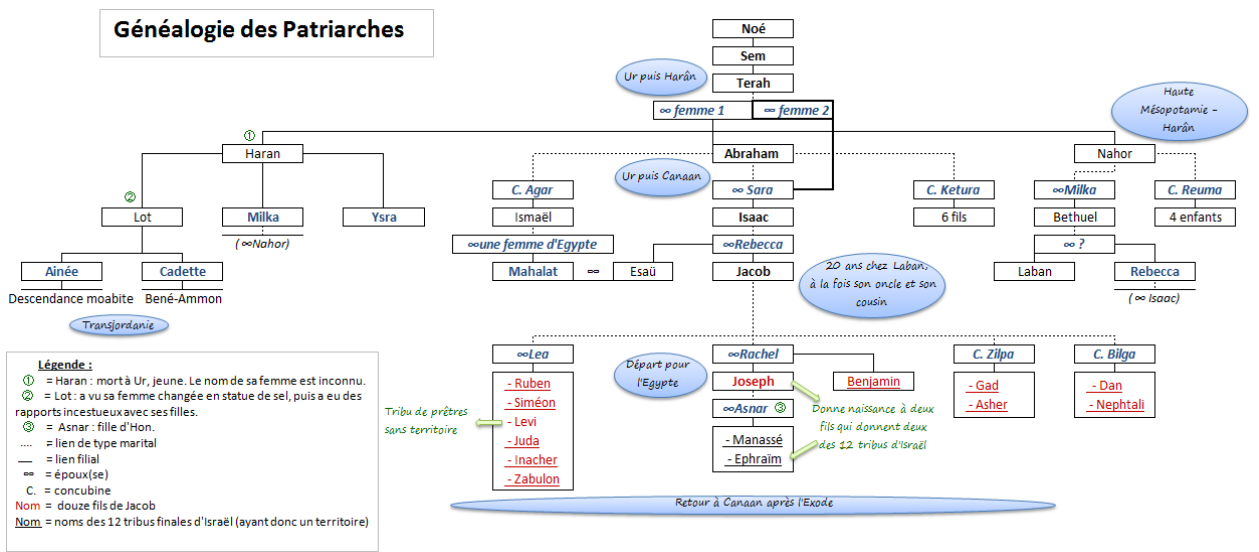 Généalogie des Patriarches
Noé
Sem
Ur puis Harân
Terah
∞ femme 1
∞ femme 2
Haute
Mésopotamie -
Harân
①
Haran
Abraham
Nahor
Ur puis Canaan
②
C. Agar
∞ Sara
C. Ketura
∞Milka
C. Reuma
Lot
Milka
Ysra
Ismaël
Isaac
6 fils
Bethuel
4 enfants
(∞Nahor)
∞une femme d'Egypte
∞Rebecca
∞ ?
Ainée
Cadette
Mahalat
∞
Esaü
Jacob
Laban
Rebecca
20 ans chez Laban,
à la fois son oncle et son
cousin
Descendance moabite
Bené-Ammon
(∞ Isaac)
Transjordanie
∞Lea
Départ pour
l'Egypte
∞Rachel
C. Zilpa
C. Bilga
- Ruben
- Siméon
- Levi
- Juda
- Inacher
- Zabulon
Joseph
Benjamin
- Gad
- Asher
- Dan
- Nephtali
∞Asnar ③
- Manassé
- Ephraïm
Tribu de prêtres
sans territoire
Donne naissance à deux
fils qui donnent deux
des 12 tribus d'Israël
Retour à Canaan après l'Exode
Légende :
① = Haran : mort à Ur, jeune. Le nom de sa femme est inconnu.
② = Lot : a vu sa femme changée en statue de sel, puis a eu des
rapports incestueux avec ses filles.
③ = Asnar : fille d'Hon.
.... = lien de type marital
— = lien filial
∞ = époux(se)
C. = concubine
Nom = douze fils de Jacob
Nom = noms des 12 tribus finales d'Israël (ayant donc un territoire)